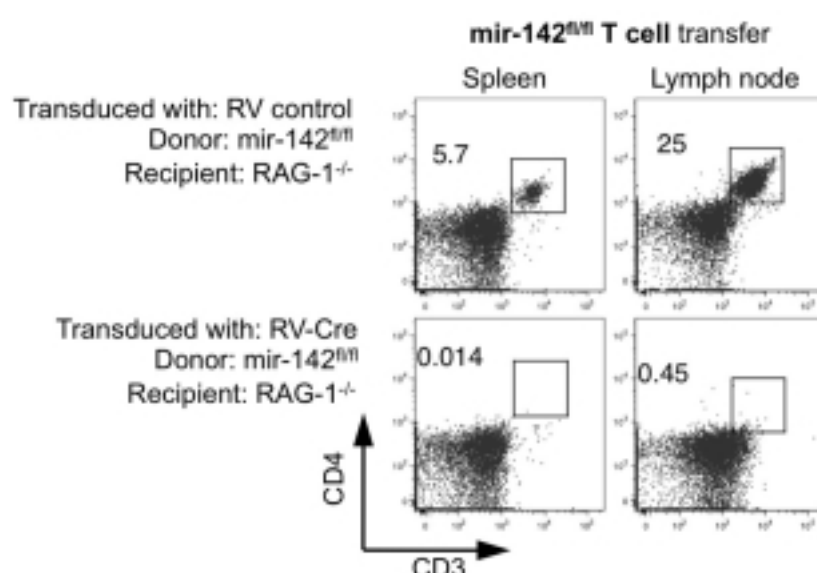 mir-142fl/fl T cell transfer
Spleen
Lymph node
Transduced with: RV control
Donor: mir-142fl/fl
Recipient: RAG-1-/-
5.7
25
Transduced with: RV-Cre
Donor: mir-142fl/fl
Recipient: RAG-1-/-
0.014
0.45
CD4
CD3